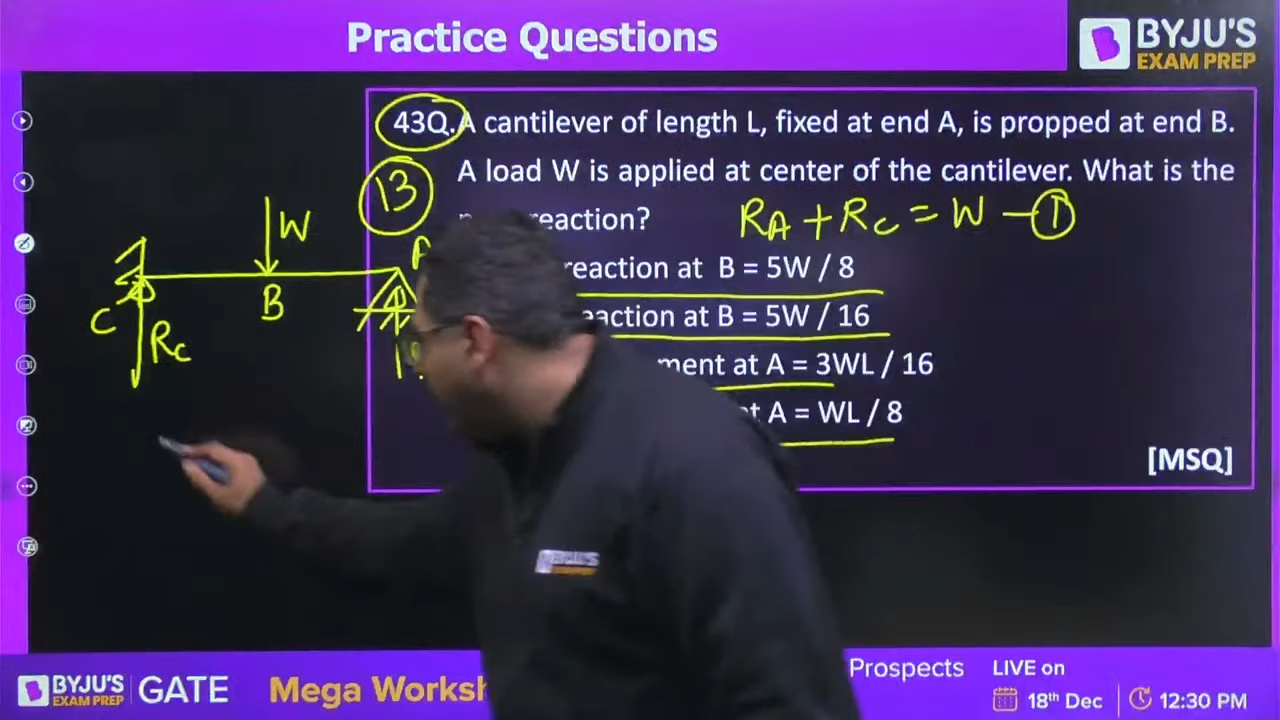 Practice Questions
BYJU'S
EXAM PREP
43Q. A cantilever of length L, fixed at end A, is propped at end B.
A load W is applied at center of the cantilever. What is the
reaction?
13
RA + RC = W - 1
reaction at B = 5W / 8
action at B = 5W / 16
ment at A = 3WL / 16
at A = WL / 8
[MSQ]
W
A
B
C
RC
BYJU'S
BYJU'S
EXAM PREP
GATE
Mega Worksh
Prospects
LIVE on
18th Dec
12:30 PM